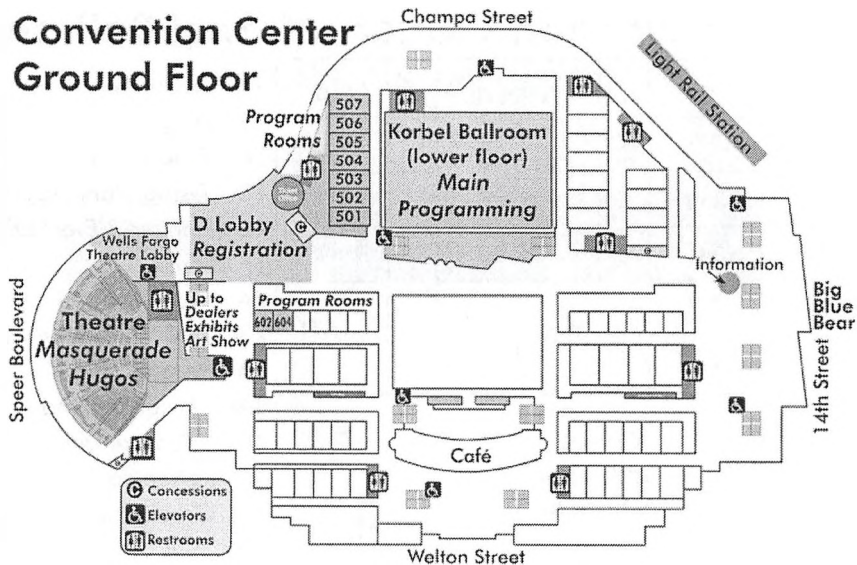 Convention Center
Ground Floor
Champa Street
Light Rail Station
Program
Rooms
507
506
505
504
503
502
501
Korbel Ballroom
(lower floor)
Main
Programming
C
D Lobby
Registration
Wells Fargo
Theatre Lobby
C
C
Information
Big
Blue
Bear
14th Street
Speer Boulevard
Theatre
Masquerade
Hugos
Up to
Dealers
Exhibits
Art Show
Program Rooms
602 604
Café
C
C Concessions
Elevators
Restrooms
Welton Street